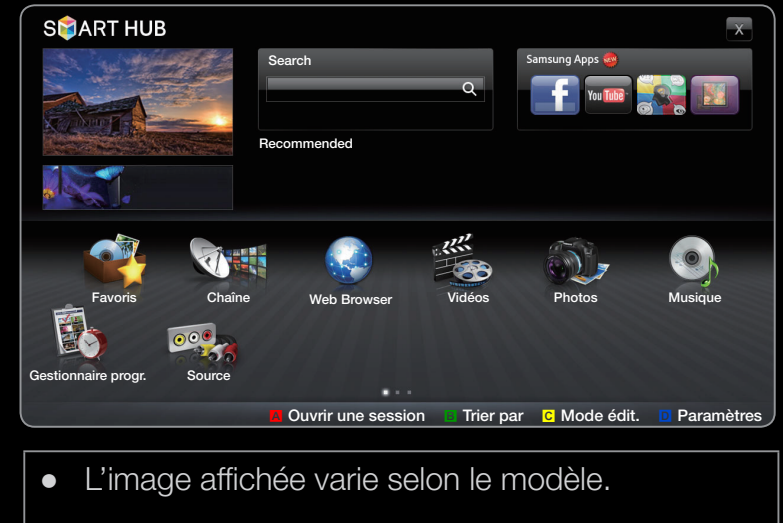 SMART HUB
X
Search
Samsung Apps NEW
You Tube
Recommended
Favoris
Chaîne
Web Browser
Vidéos
Photos
Musique
Gestionnaire progr.
Source
A Ouvrir une session B Trier par C Mode édit. D Paramètres
● L’image affichée varie selon le modèle.